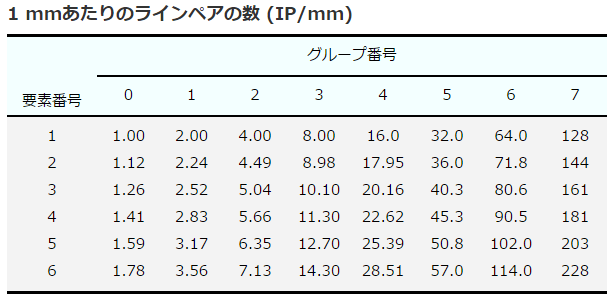 1 mmあたりのラインペアの数 (IP/mm)
グループ番号
要素番号 0 1 2 3 4 5 6 7
1 1.00 2.00 4.00 8.00 16.0 32.0 64.0 128
2 1.12 2.24 4.49 8.98 17.95 36.0 71.8 144
3 1.26 2.52 5.04 10.10 20.16 40.3 80.6 161
4 1.41 2.83 5.66 11.30 22.62 45.3 90.5 181
5 1.59 3.17 6.35 12.70 25.39 50.8 102.0 203
6 1.78 3.56 7.13 14.30 28.51 57.0 114.0 228